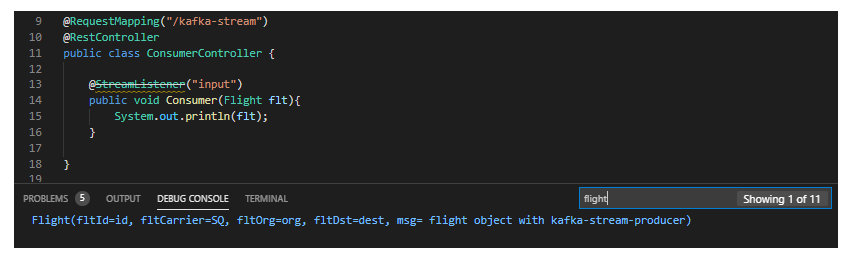 9 @RequestMapping("/kafka-stream")
10 @RestController
11 public class ConsumerController {
12
13 @StreamListener("input")
14 public void Consumer(Flight flt){
15 System.out.println(flt);
16 }
17
18 }
19
PROBLEMS 5 OUTPUT DEBUG CONSOLE TERMINAL flight Showing 1 of 11
Flight(fltId=id, fltCarrier=SQ, fltOrg=org, fltDst=dest, msg= flight object with kafka-stream-producer)